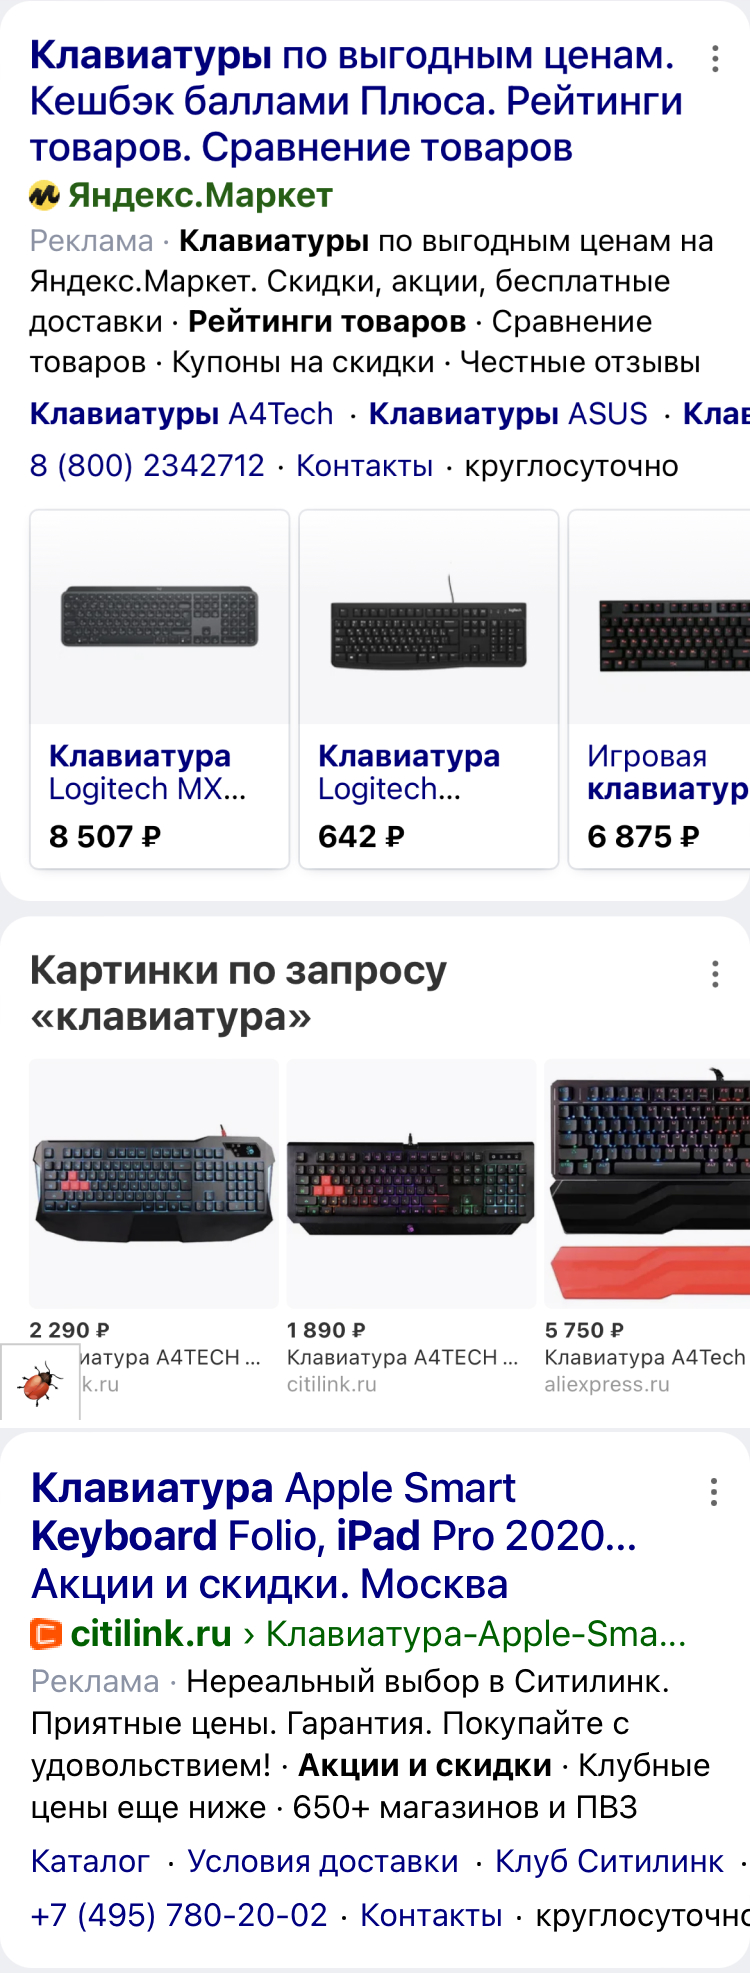 Клавиатуры по выгодным ценам.
Кешбэк баллами Плюса. Рейтинги
товаров. Сравнение товаров
Яндекс.Маркет
Реклама · Клавиатуры по выгодным ценам на
Яндекс.Маркет. Скидки, акции, бесплатные
доставки · Рейтинги товаров · Сравнение
товаров · Купоны на скидки · Честные отзывы
Клавиатуры A4Tech · Клавиатуры ASUS · Клав
8 (800) 2342712 · Контакты · круглосуточно
Клавиатура
Logitech MX...
8 507 ₽
Клавиатура
Logitech...
642 ₽
Игровая
клавиатур
6 875 ₽
Картинки по запросу
«клавиатура»
2 290 ₽
иатура A4TECH ...
k.ru
1 890 ₽
Клавиатура A4TECH ...
citilink.ru
5 750 ₽
Клавиатура A4Tech
aliexpress.ru
Клавиатура Apple Smart
Keyboard Folio, iPad Pro 2020...
Акции и скидки. Москва
citilink.ru › Клавиатура-Apple-Sma...
Реклама · Нереальный выбор в Ситилинк.
Приятные цены. Гарантия. Покупайте с
удовольствием! · Акции и скидки · Клубные
цены еще ниже · 650+ магазинов и ПВЗ
Каталог · Условия доставки · Клуб Ситилинк ·
+7 (495) 780-20-02 · Контакты · круглосуточно